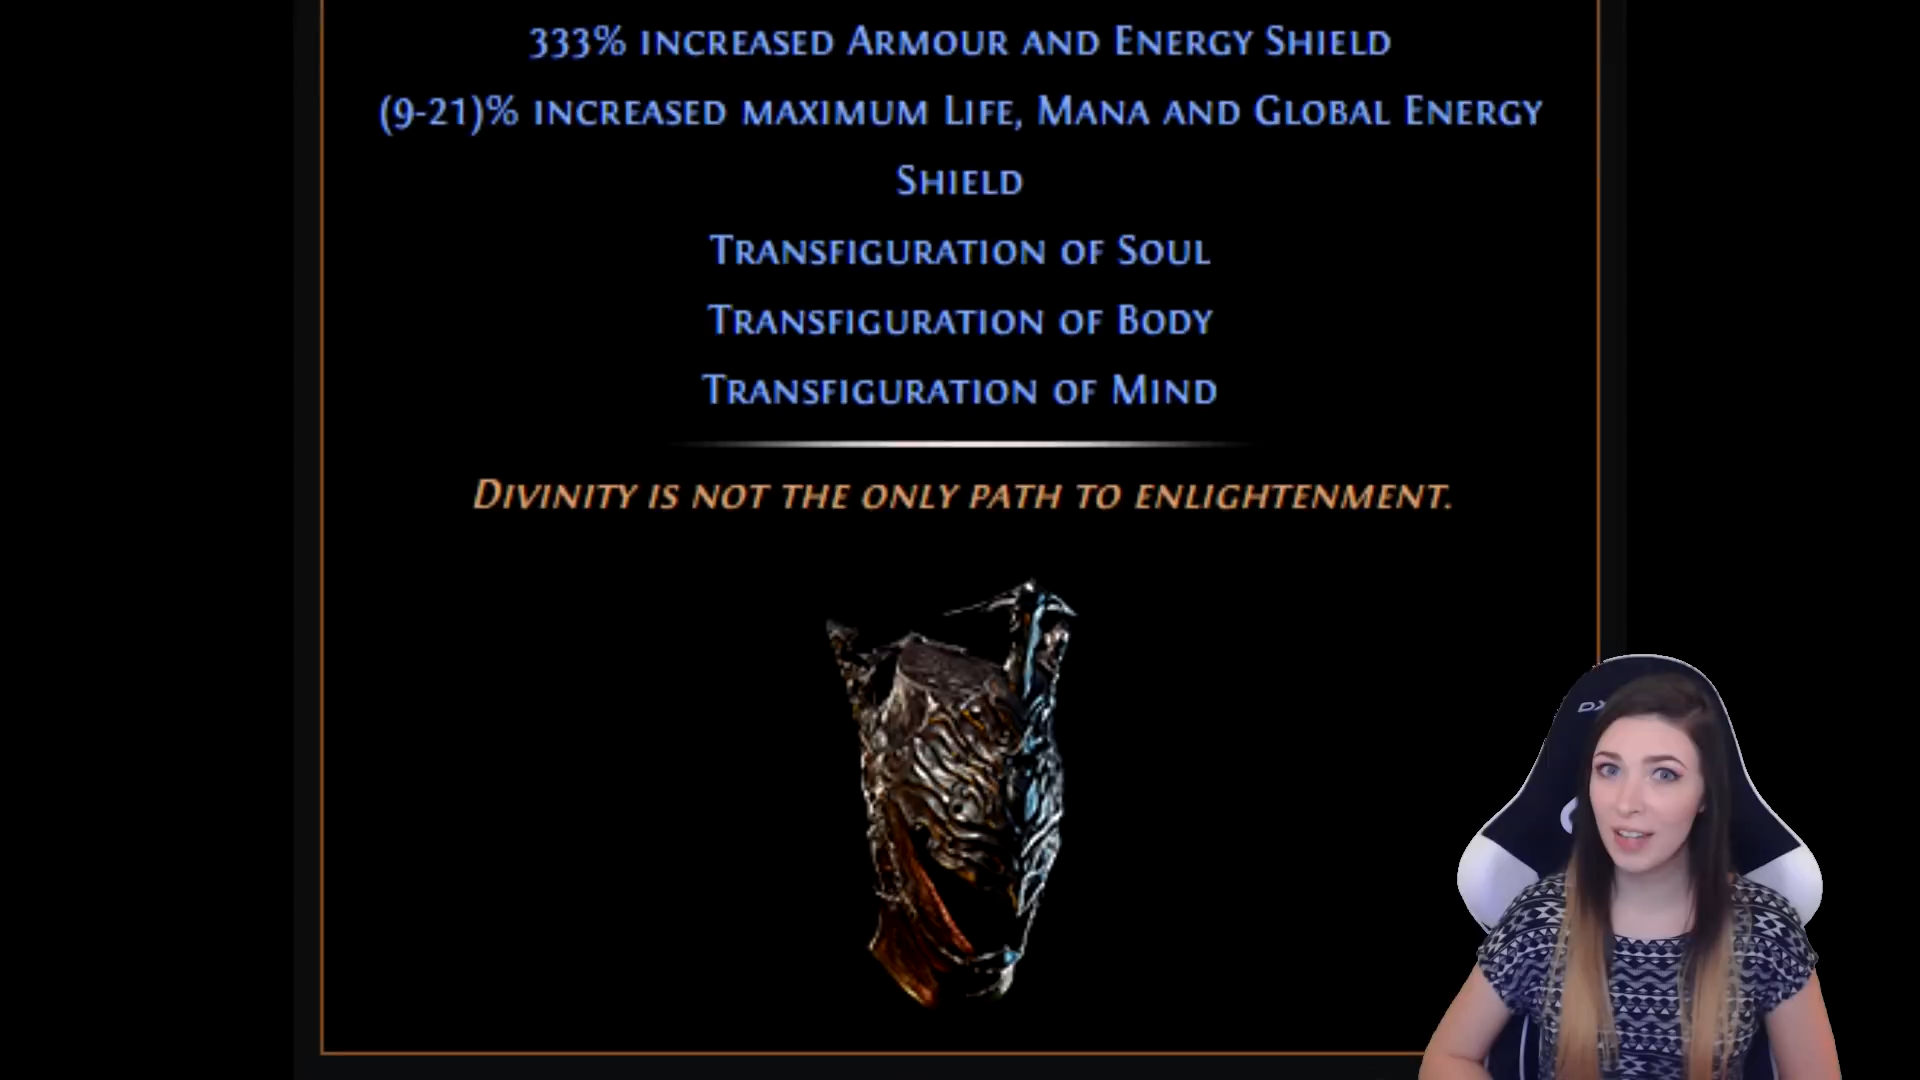 333% increased Armour and Energy Shield
(9-21)% increased maximum Life, Mana and Global Energy
Shield
Transfiguration of Soul
Transfiguration of Body
Transfiguration of Mind
Divinity is not the only path to enlightenment.
DX